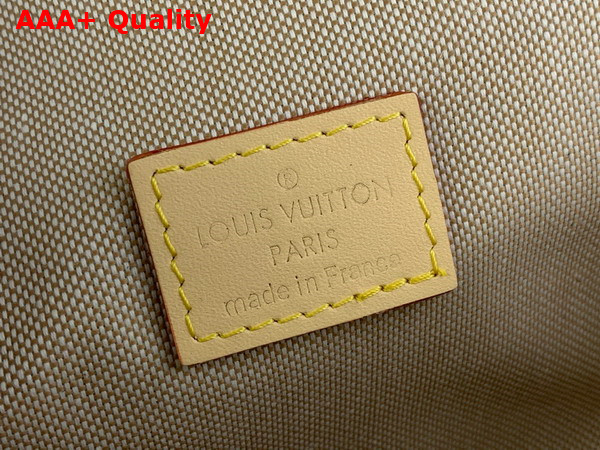 AAA+ Quality
®
LOUIS VUITTON
PARIS
made in France